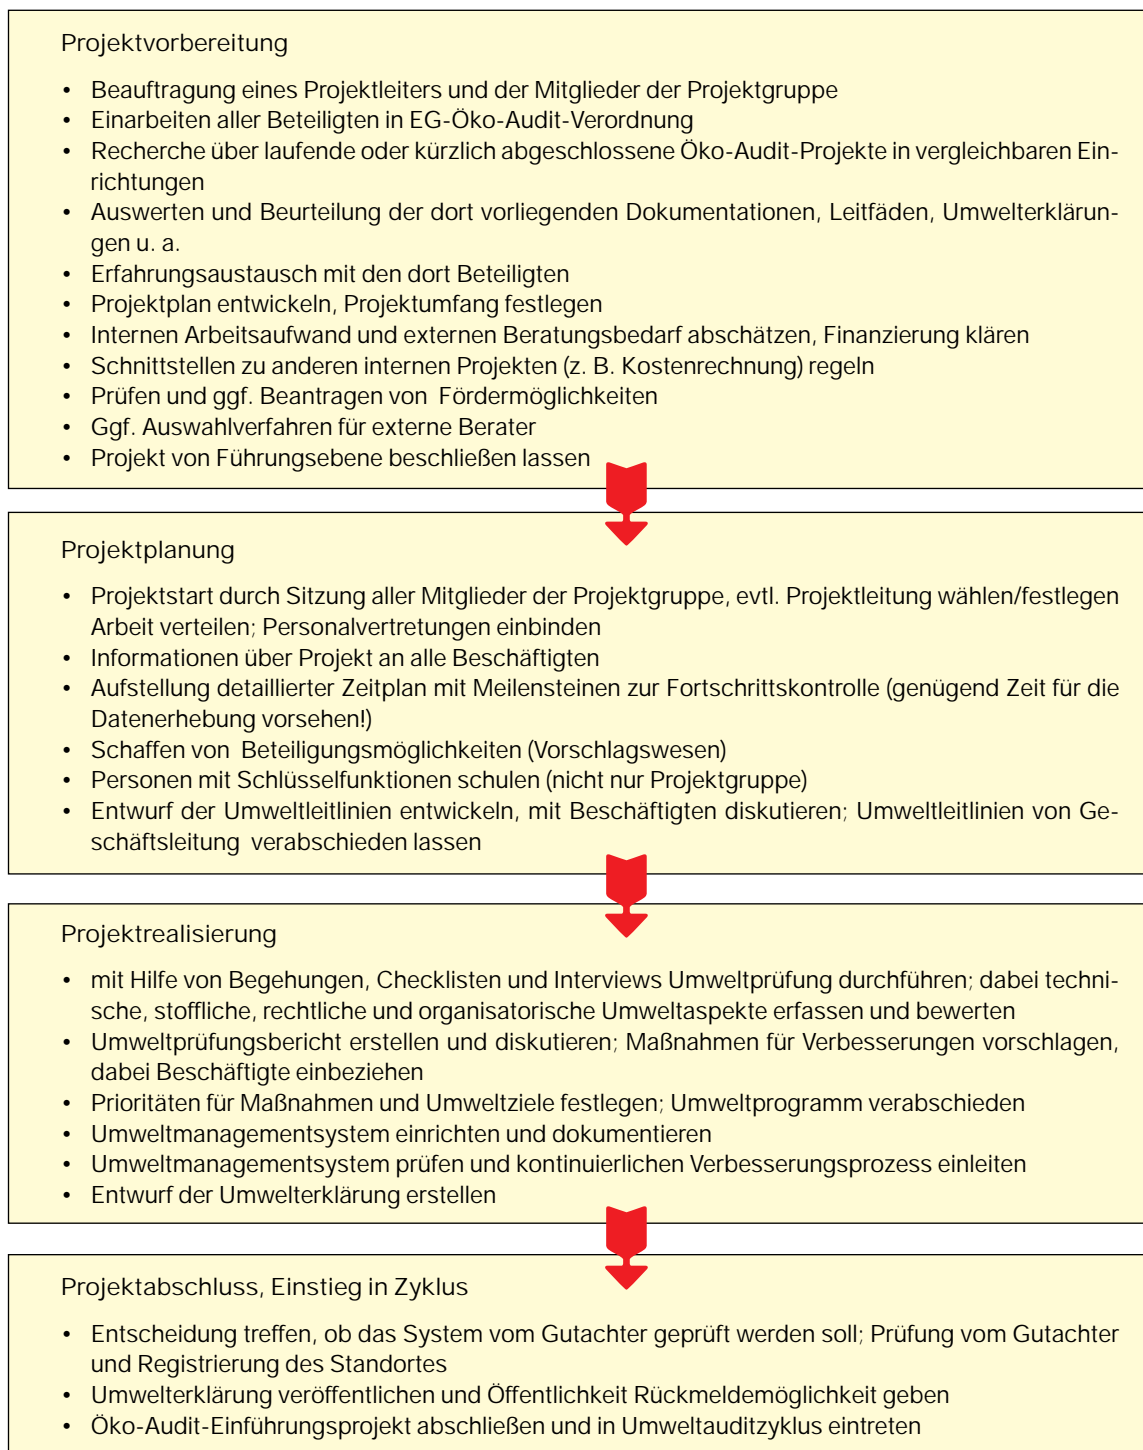 Projektvorbereitung
• Beauftragung eines Projektleiters und der Mitglieder der Projektgruppe
• Einarbeiten aller Beteiligten in EG-Öko-Audit-Verordnung
• Recherche über laufende oder kürzlich abgeschlossene Öko-Audit-Projekte in vergleichbaren Ein-
richtungen
• Auswerten und Beurteilung der dort vorliegenden Dokumentationen, Leitfäden, Umwelterklärun-
gen u. a.
• Erfahrungsaustausch mit den dort Beteiligten
• Projektplan entwickeln, Projektumfang festlegen
• Internen Arbeitsaufwand und externen Beratungsbedarf abschätzen, Finanzierung klären
• Schnittstellen zu anderen internen Projekten (z. B. Kostenrechnung) regeln
• Prüfen und ggf. Beantragen von Fördermöglichkeiten
• Ggf. Auswahlverfahren für externe Berater
• Projekt von Führungsebene beschließen lassen
Projektplanung
• Projektstart durch Sitzung aller Mitglieder der Projektgruppe, evtl. Projektleitung wählen/festlegen
Arbeit verteilen; Personalvertretungen einbinden
• Informationen über Projekt an alle Beschäftigten
• Aufstellung detaillierter Zeitplan mit Meilensteinen zur Fortschrittskontrolle (genügend Zeit für die
Datenerhebung vorsehen!)
• Schaffen von Beteiligungsmöglichkeiten (Vorschlagswesen)
• Personen mit Schlüsselfunktionen schulen (nicht nur Projektgruppe)
• Entwurf der Umweltleitlinien entwickeln, mit Beschäftigten diskutieren; Umweltleitlinien von Ge-
schäftsleitung verabschieden lassen
Projektrealisierung
• mit Hilfe von Begehungen, Checklisten und Interviews Umweltprüfung durchführen; dabei techni-
sche, stoffliche, rechtliche und organisatorische Umweltaspekte erfassen und bewerten
• Umweltprüfungsbericht erstellen und diskutieren; Maßnahmen für Verbesserungen vorschlagen,
dabei Beschäftigte einbeziehen
• Prioritäten für Maßnahmen und Umweltziele festlegen; Umweltprogramm verabschieden
• Umweltmanagementsystem einrichten und dokumentieren
• Umweltmanagementsystem prüfen und kontinuierlichen Verbesserungsprozess einleiten
• Entwurf der Umwelterklärung erstellen
Projektabschluss, Einstieg in Zyklus
• Entscheidung treffen, ob das System vom Gutachter geprüft werden soll; Prüfung vom Gutachter
und Registrierung des Standortes
• Umwelterklärung veröffentlichen und Öffentlichkeit Rückmeldemöglichkeit geben
• Öko-Audit-Einführungsprojekt abschließen und in Umweltauditzyklus eintreten